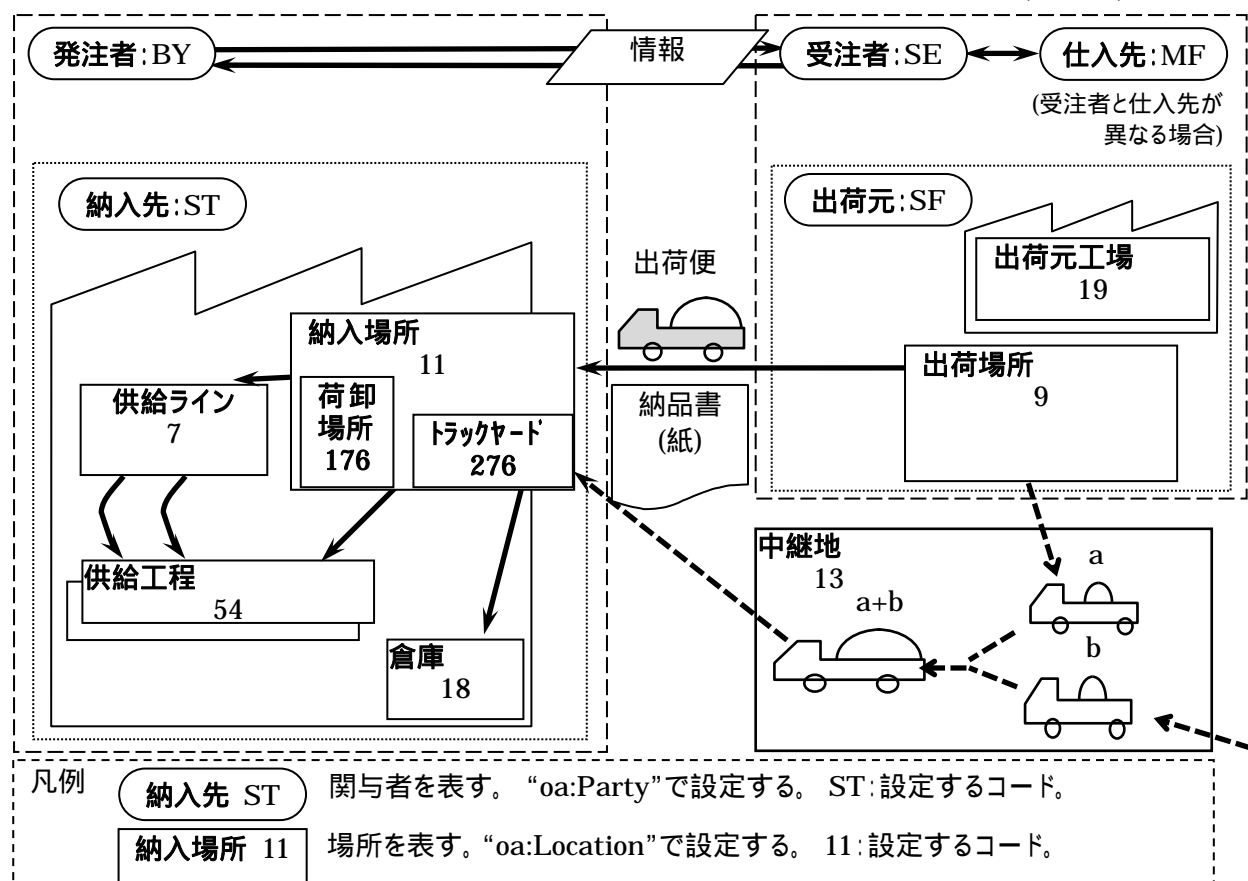 発注者:BY
情報
受注者:SE
仕入先:MF
(受注者と仕入先が
異なる場合)
納入先:ST
出荷元:SF
出荷元工場
19
出荷便
納入場所
11
出荷場所
9
供給ライン
7
荷卸
場所
176
トラックヤード
276
納品書
(紙)
中継地
13
a
a+b
b
供給工程
54
倉庫
18
凡例
納入先 ST
関与者を表す。 “oa:Party”で設定する。 ST:設定するコード。
納入場所 11
場所を表す。“oa:Location”で設定する。 11:設定するコード。